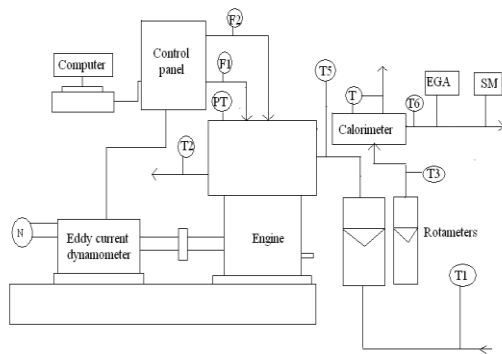 F2
Control
panel
Computer
F1
T5
T
T6
EGA
SM
PT
Calorimeter
T2
T3
N
Eddy current
dynamometer
Engine
Rotameters
T1